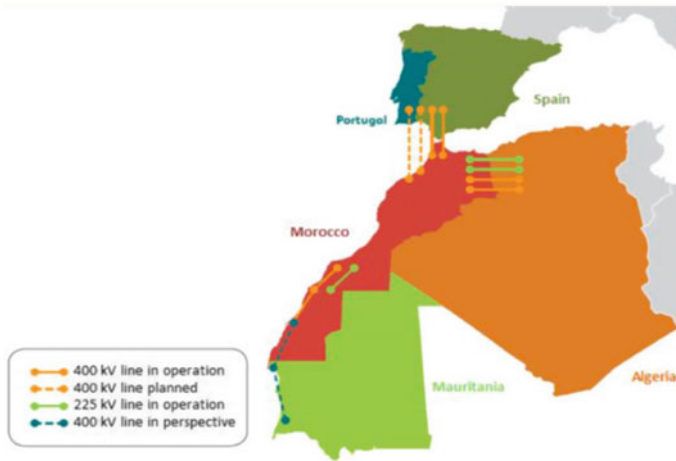 Spain
Portugol
Morocco
Mauritania
Algeria
400 kV line in operation
400 kV line planned
225 kV line in operation
400 kV line in perspective